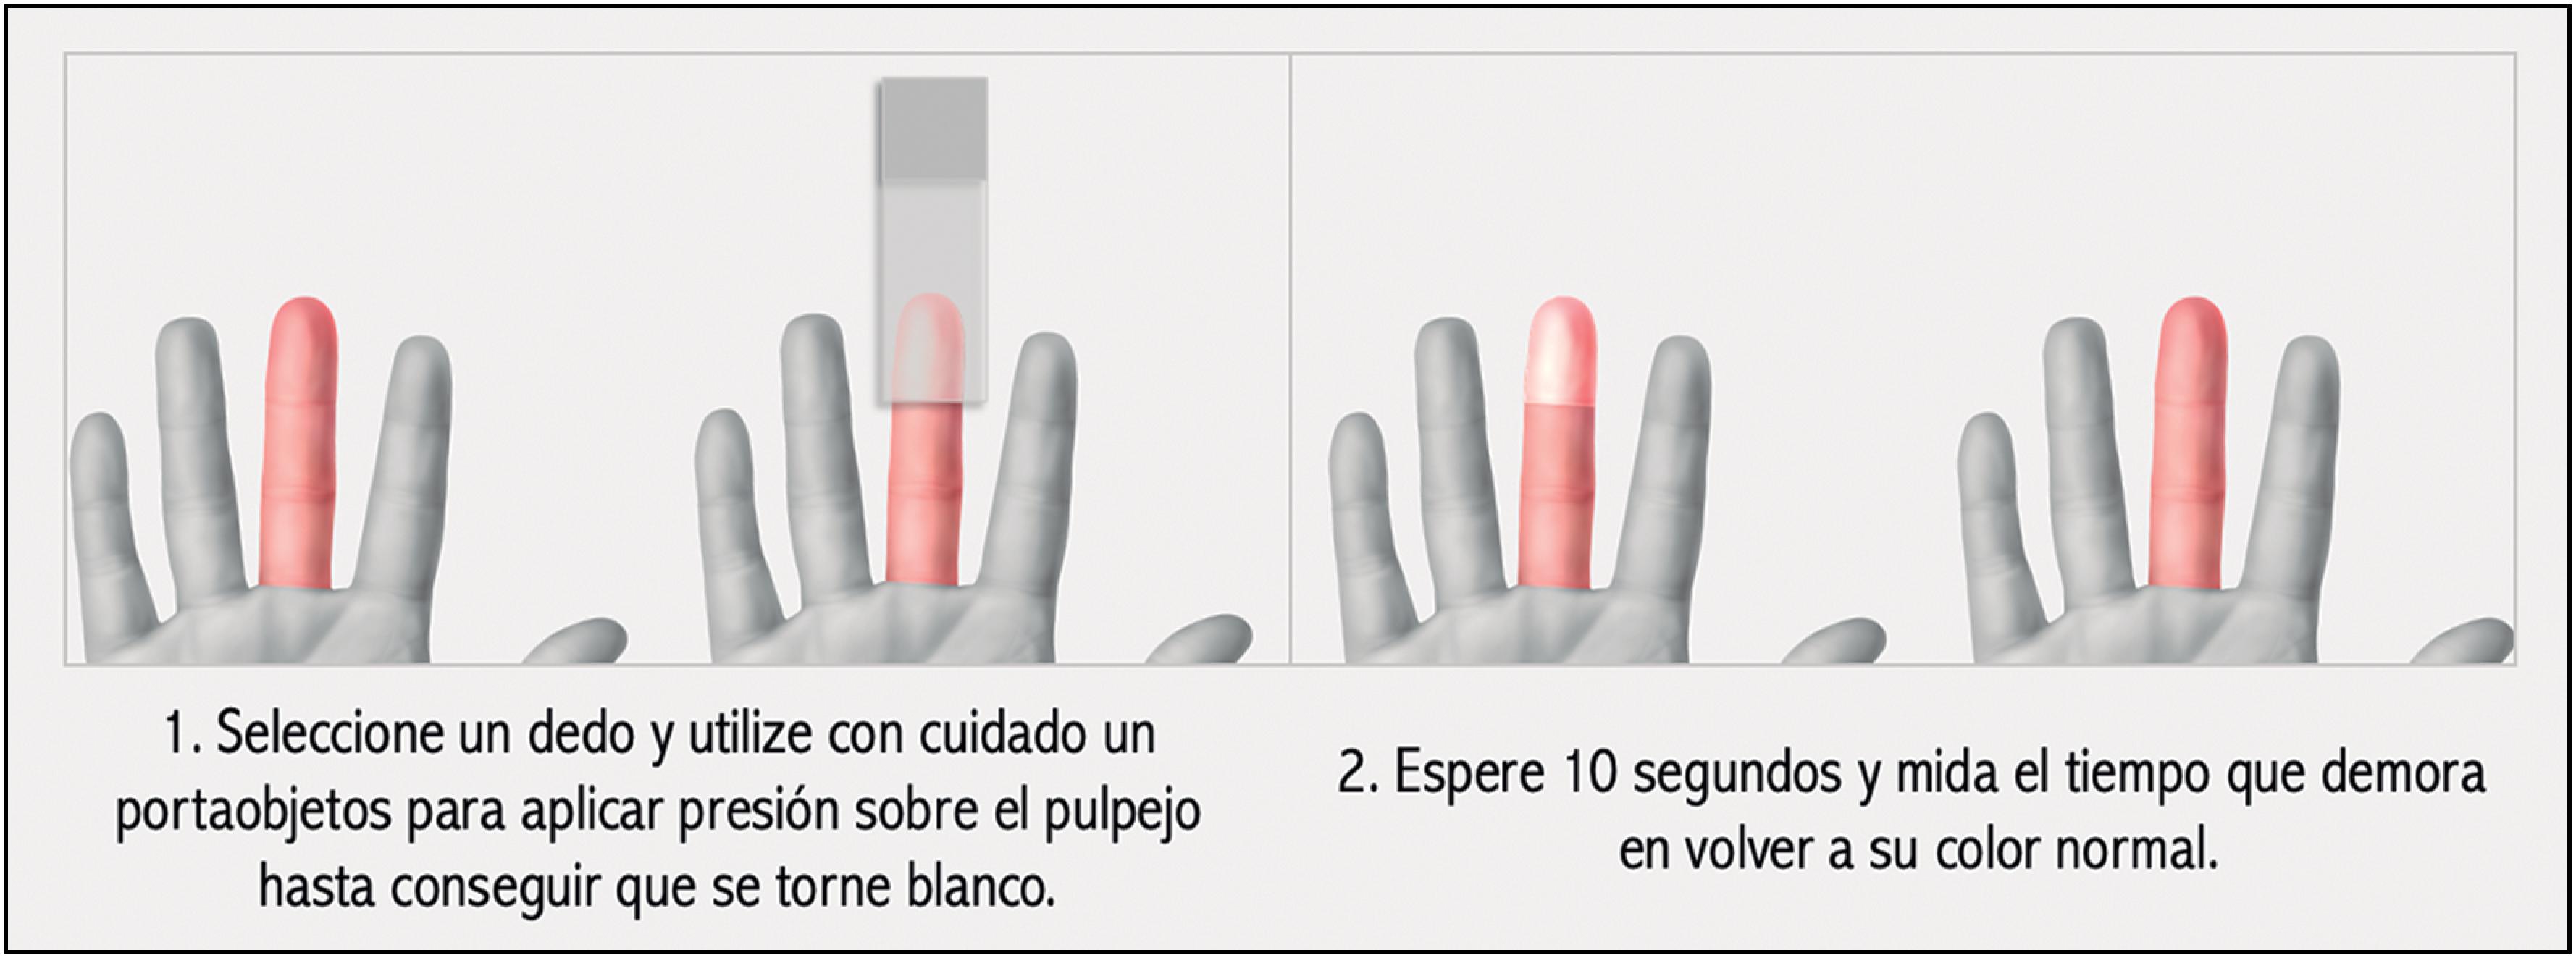 1. Seleccione un dedo y utilize con cuidado un
portaobjetos para aplicar presión sobre el pulpejo
hasta conseguir que se torne blanco.
2. Espere 10 segundos y mida el tiempo que demora
en volver a su color normal.